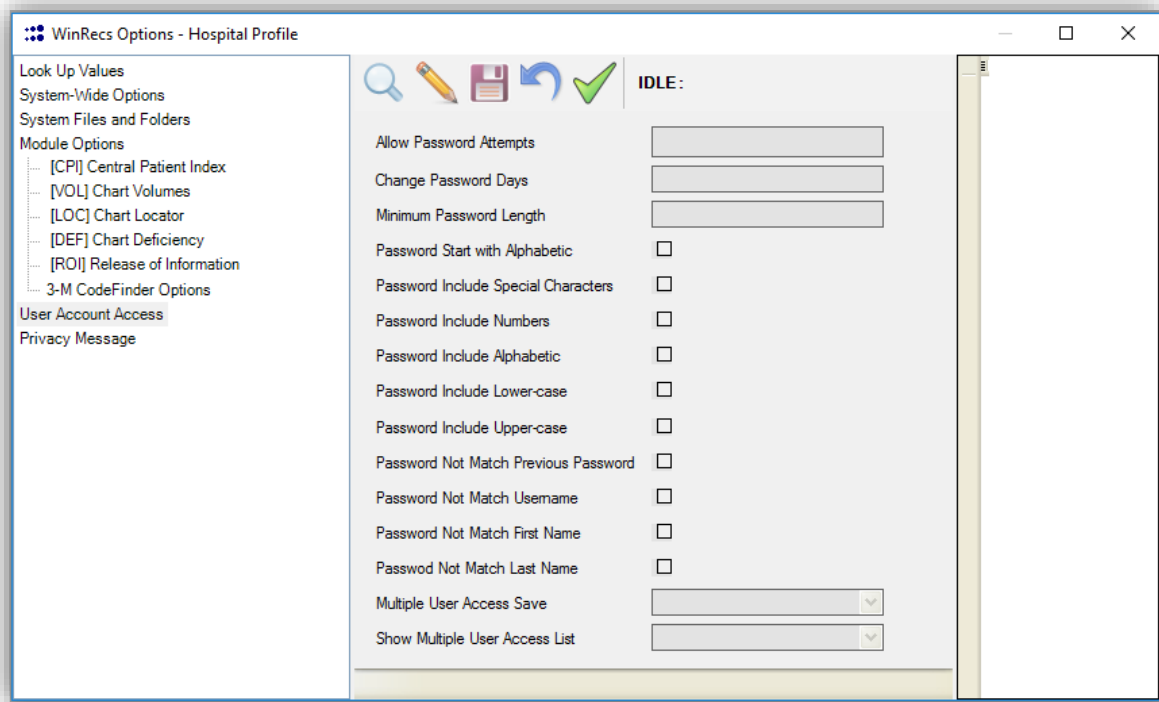 WinRecs Options - Hospital Profile
Look Up Values
System-Wide Options
System Files and Folders
Module Options
[CPI] Central Patient Index
[VOL] Chart Volumes
[LOC] Chart Locator
[DEF] Chart Deficiency
[ROI] Release of Information
3-M CodeFinder Options
User Account Access
Privacy Message
IDLE:
Allow Password Attempts
Change Password Days
Minimum Password Length
Password Start with Alphabetic
Password Include Special Characters
Password Include Numbers
Password Include Alphabetic
Password Include Lower-case
Password Include Upper-case
Password Not Match Previous Password
Password Not Match Username
Password Not Match First Name
Passwod Not Match Last Name
Multiple User Access Save
Show Multiple User Access List